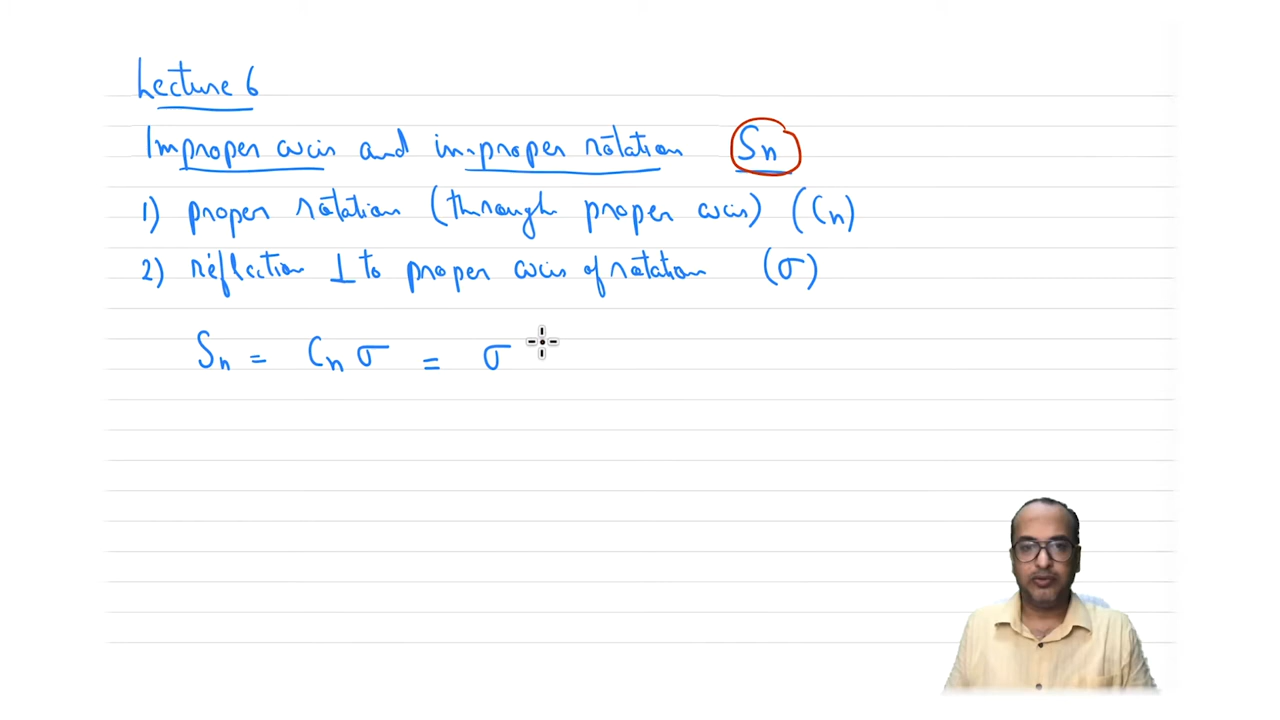 Lecture 6
Improper axis and improper rotation Sn
1) proper rotation (through proper axis) (Cn)
2) reflection ⊥ to proper axis of rotation (σ)
Sn = Cn σ = σ